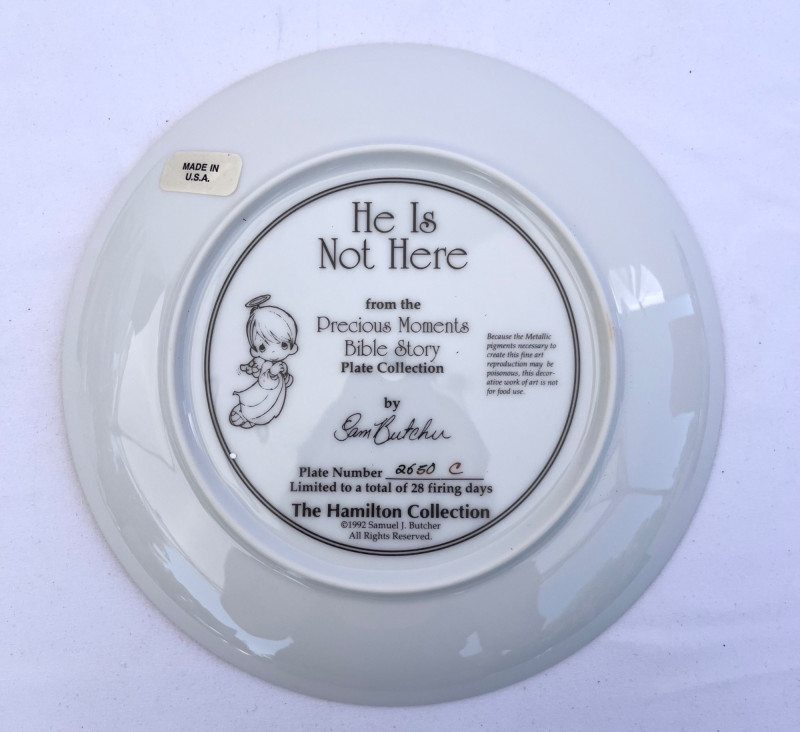 MADE IN
U.S.A.
He Is
Not Here
from the
Precious Moments
Bible Story
Plate Collection
Because the Metallic
pigments necessary to
create this fine art
reproduction may be
poisonous, this decor-
ative work of art is not
for food use.
by
Sam Butcher
Plate Number 2650 C
Limited to a total of 28 firing days
The Hamilton Collection
©1992 Samuel J. Butcher
All Rights Reserved.